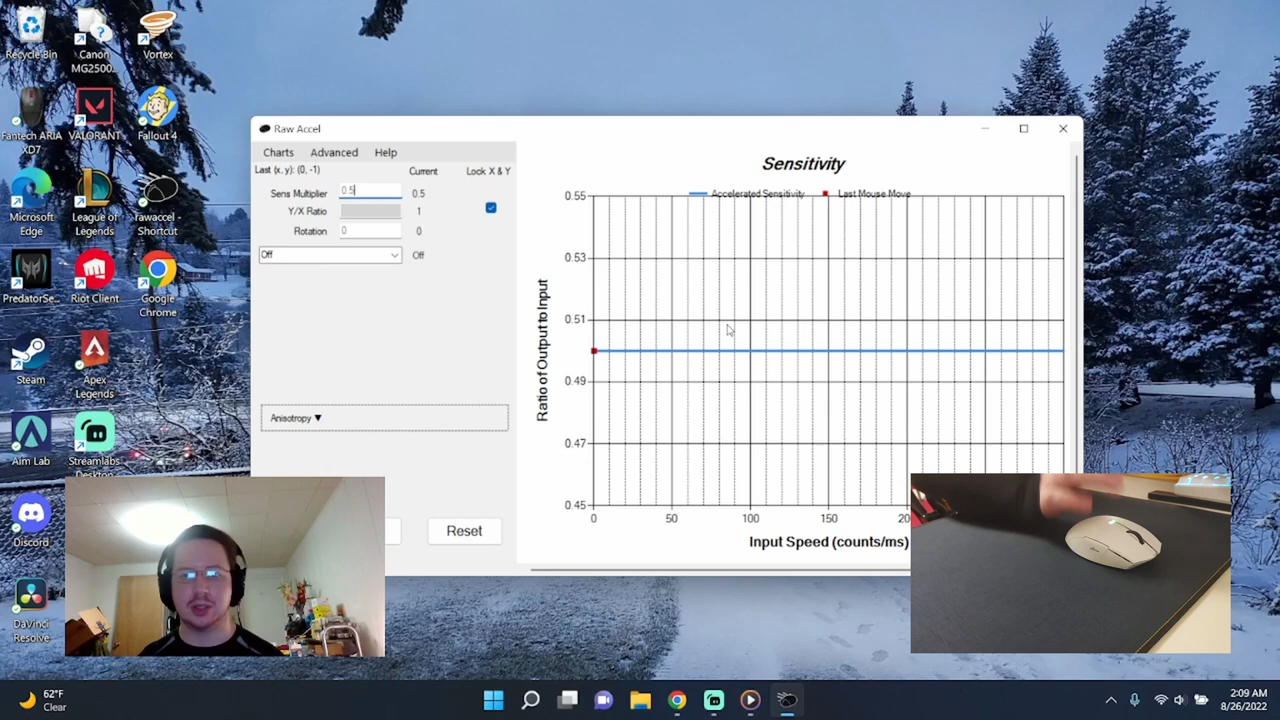 Recycle Bin
Canon
MG2500...
Vortex
Fantech ARIA
XD7
VALORANT
Fallout 4
Microsoft
Edge
League of
Legends
rawaccel -
Shortcut
PredatorSe...
Riot Client
Google
Chrome
Steam
Apex
Legends
Aim Lab
Streamlabs
Desktop
Discord
DaVinci
Resolve
Raw Accel
Charts Advanced Help
Last (x, y): (0, -1)
Current
Lock X & Y
Sens Multiplier 0.5 0.5
Y/X Ratio 1
Rotation 0 0
Off Off
Anisotropy ▼
Reset
Sensitivity
Accelerated Sensitivity Last Mouse Move
Ratio of Output to Input
0.55
0.53
0.51
0.49
0.47
0.45
0 50 100 150 20
Input Speed (counts/ms)
62°F
Clear
2:09 AM
8/26/2022